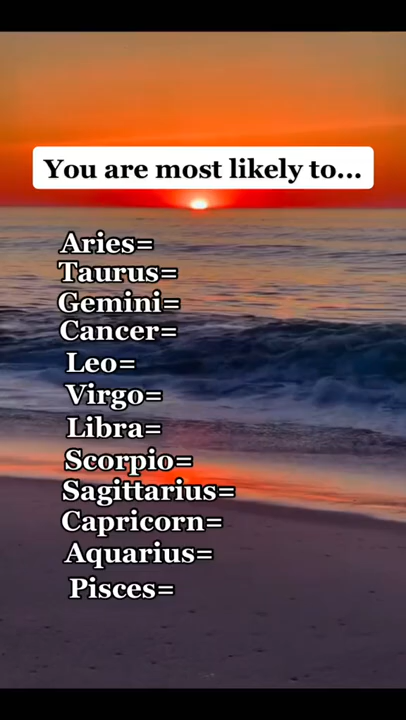 You are most likely to...
Aries=
Taurus=
Gemini=
Cancer=
Leo=
Virgo=
Libra=
Scorpio=
Sagittarius=
Capricorn=
Aquarius=
Pisces=